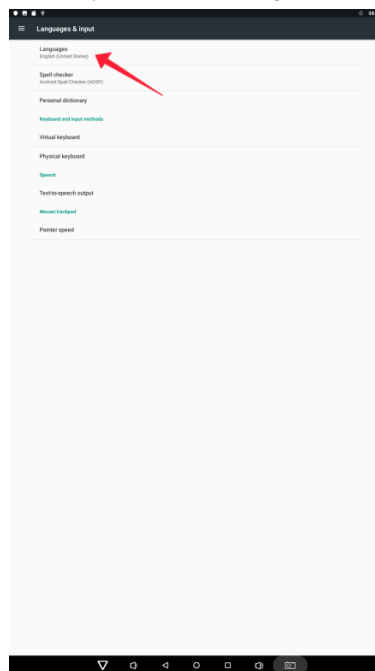 Languages & input
Languages
English (United States)
Spell checker
Android Spell Checker (AOSP)
Personal dictionary
Keyboard and input methods
Virtual keyboard
Physical keyboard
Speech
Text-to-speech output
Mouse/trackpad
Pointer speed